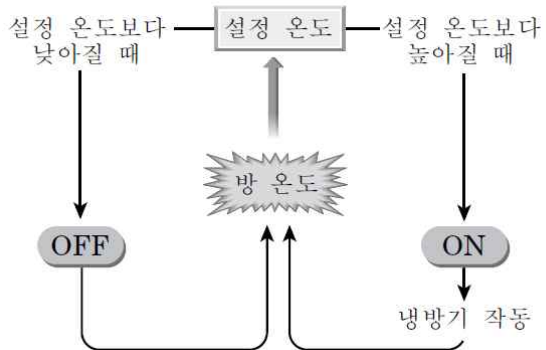 설정 온도보다
낮아질 때
설정 온도
설정 온도보다
높아질 때
방 온도
OFF
ON
냉방기 작동